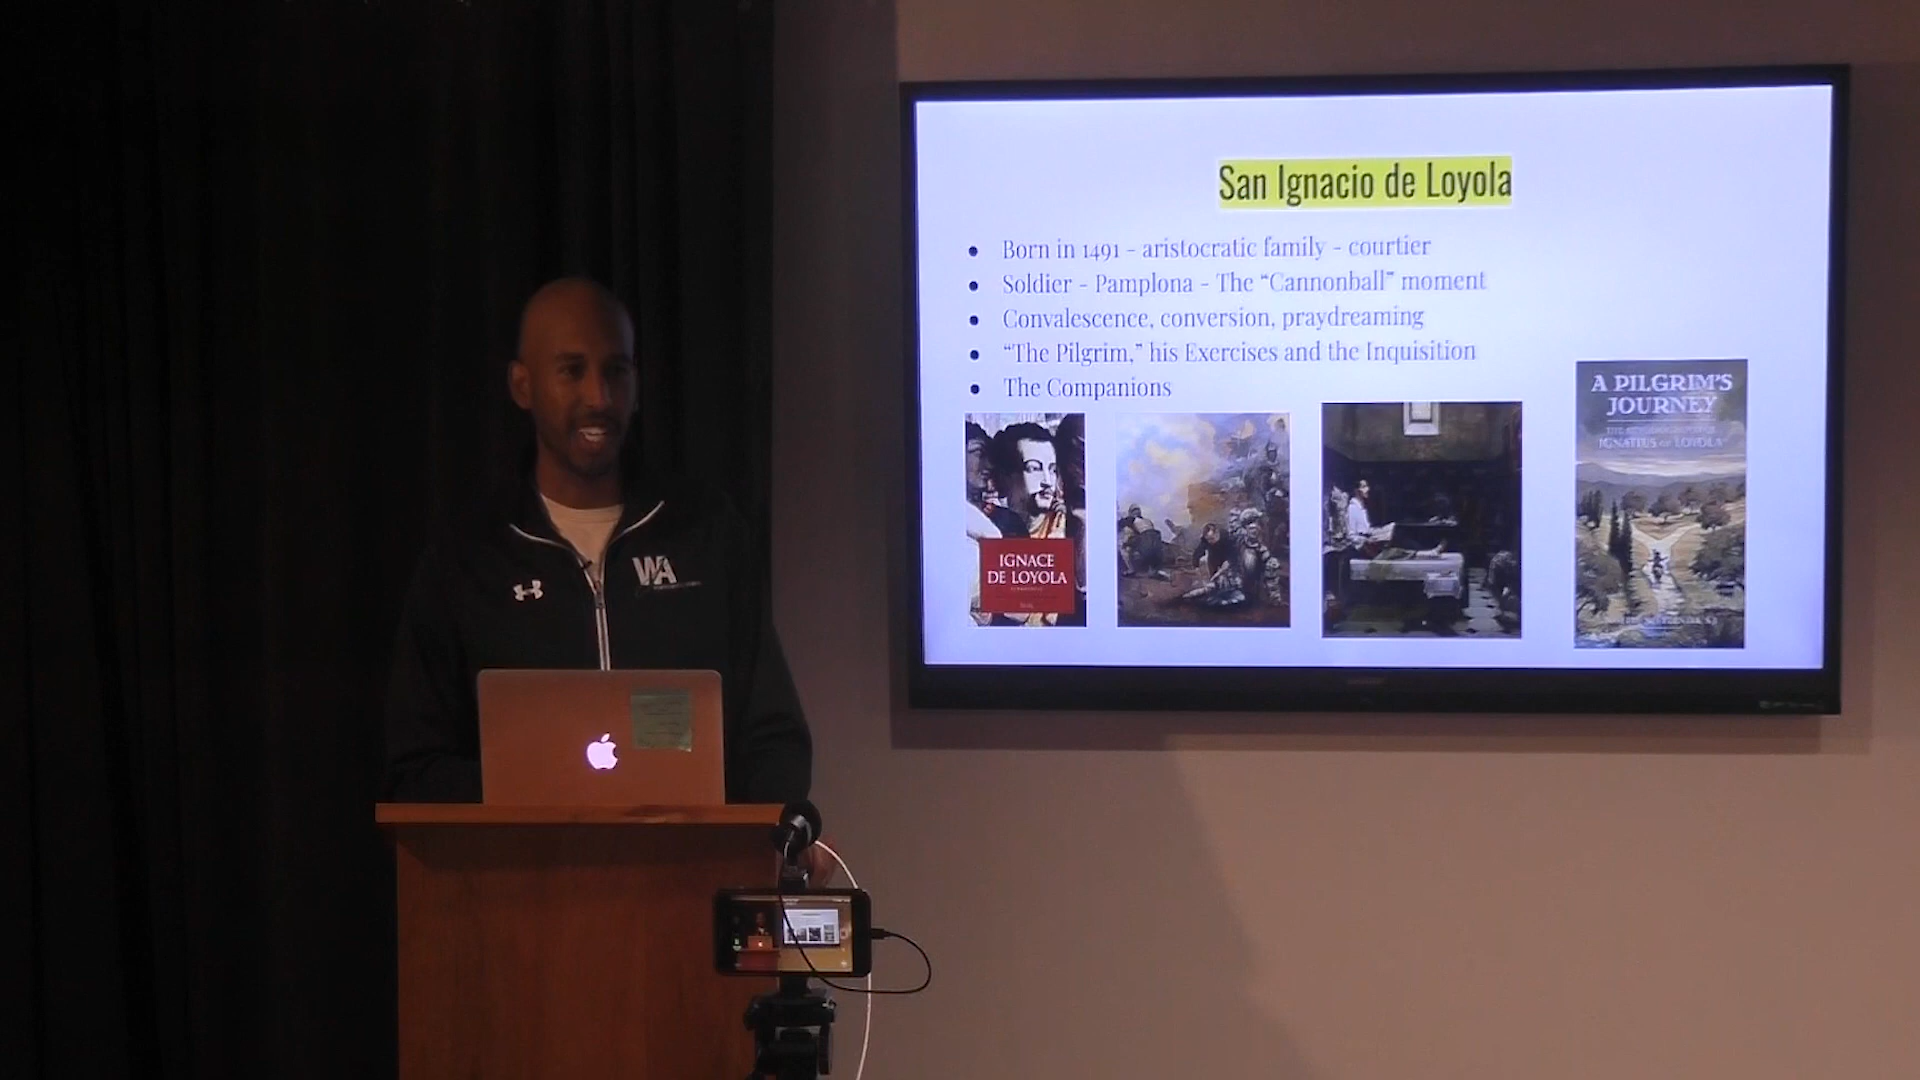 San Ignacio de Loyola
Born in 1491 – aristocratic family – courtier
Soldier – Pamplona – The “Cannonball” moment
Convalescence, conversion, praydreaming
“The Pilgrim,” his Exercises and the Inquisition
The Companions
IGNACE
DE LOYOLA
A PILGRIM'S
JOURNEY
IGNATIUS OF LOYOLA
WA